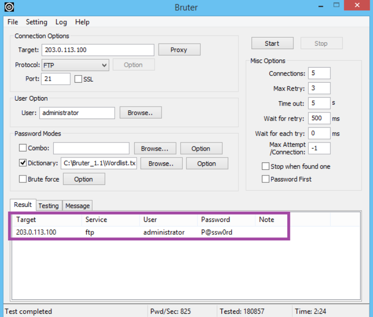 Bruter
File Setting Log Help
Connection Options
Target: 203.0.113.100 Proxy
Protocol: FTP Option
Port: 21 SSL
User Option
User: administrator Browse..
Password Modes
Combo: Browse... Option
Dictionary: C:\Bruter_1.1\Wordlist.tx Browse.. Option
Brute force Option
Start Stop
Misc Options
Connections: 5
Max Retry: 3
Time out: 5 s
Wait for retry: 500 ms
Wait for each try: 0 ms
Max Attempt
/Connection: -1
Stop when found one
Password First
Result Testing Message
Target Service User Password Note
203.0.113.100 ftp administrator P@ssw0rd
Test completed Pwd/Sec: 825 Tested: 180857 Time: 2:24